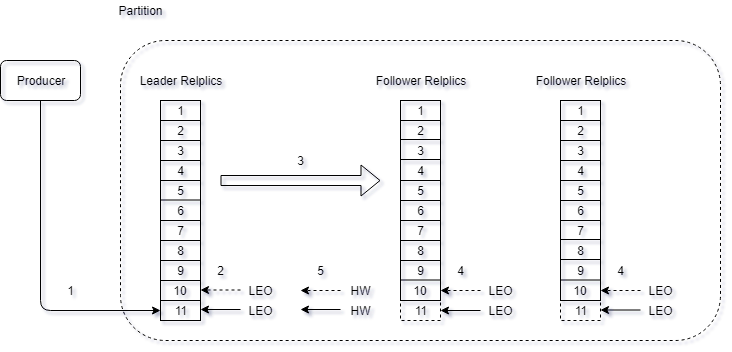 Partition
Producer
Leader Relplics
Follower Relplics
Follower Relplics
1 1 1
2 2 2
3 3 3
4 4 4
3
5 5 5
6 6 6
7 7 7
8 8 8
9 2 5 9 4 9 4
1
10 LEO HW 10 LEO 10 LEO
11 LEO HW 11 LEO 11 LEO